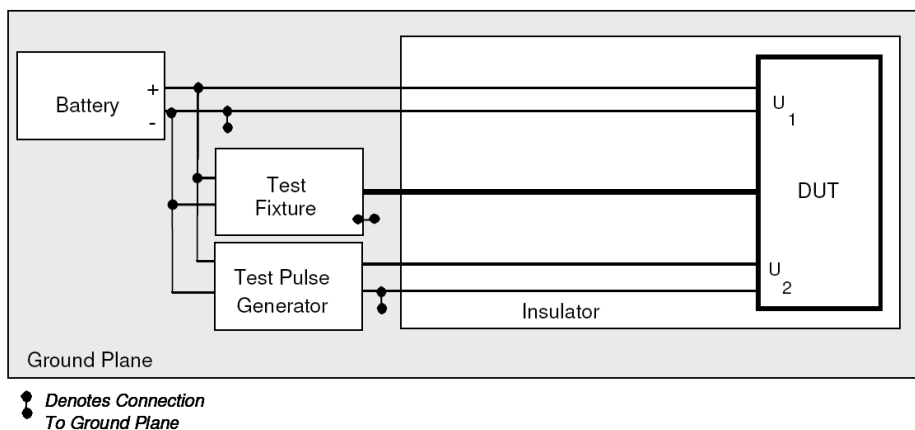 Battery
+
-
U
1
Test
Fixture
DUT
Test Pulse
Generator
U
2
Insulator
Ground Plane
Denotes Connection
To Ground Plane